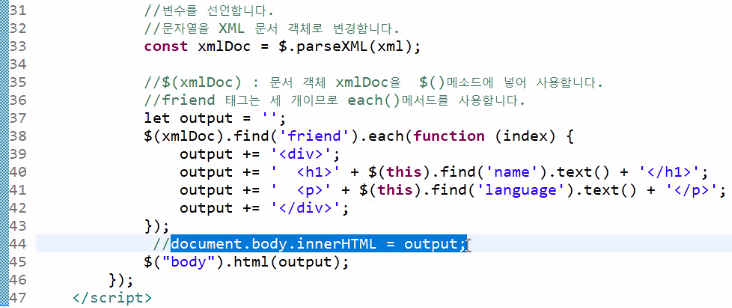 31 //변수를 선언합니다.
32 //문자열을 XML 문서 객체로 변경합니다.
33 const xmlDoc = $.parseXML(xml);
34
35 //$(xmlDoc) : 문서 객체 xmlDoc을  $()메소드에 넣어 사용합니다.
36 //friend 태그는 세 개이므로 each()메서드를 사용합니다.
37 let output = '';
38 $(xmlDoc).find('friend').each(function (index) {
39     output += '<div>';
40     output += '  <h1>' + $(this).find('name').text() + '</h1>';
41     output += '  <p>' + $(this).find('language').text() + '</p>';
42     output += '</div>';
43 });
44  //document.body.innerHTML = output;
45 $("body").html(output);
46 });
47 </script>